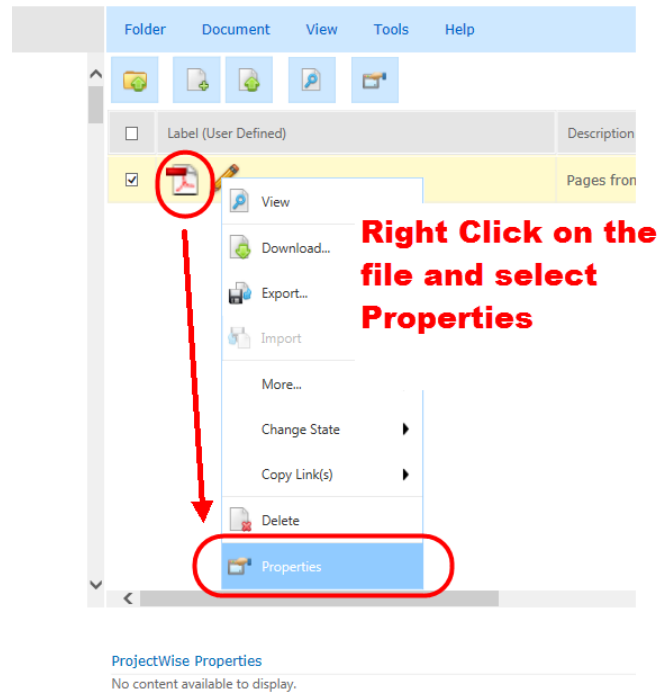 Folder Document View Tools Help
Label (User Defined) Description
Pages from
View
Right Click on the
file and select
Properties
Download...
Export...
Import
More...
Change State
Copy Link(s)
Delete
Properties
ProjectWise Properties
No content available to display.